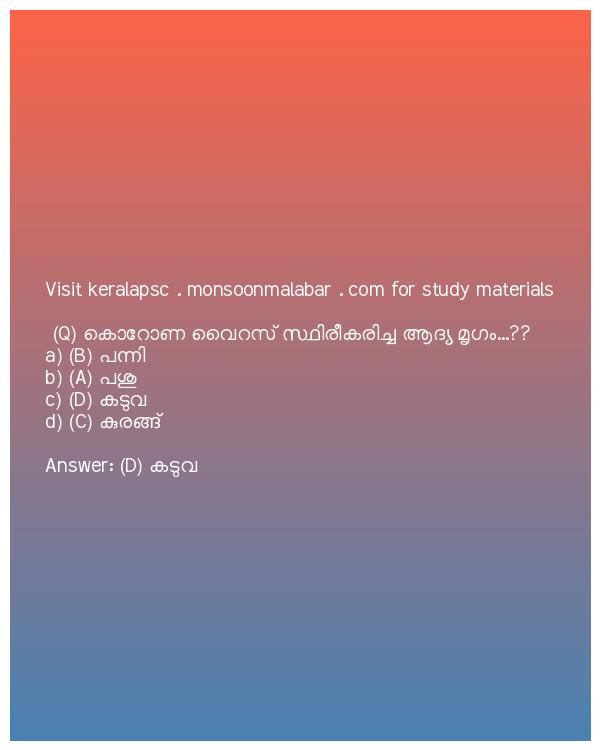 Visit keralapsc . monsoonmalabar . com for study materials
(Q) കൊറോണ വൈറസ് സ്ഥിരീകരിച്ച ആദ്യ മൃഗം...??
a) (B) പന്നി
b) (A) പശു
c) (D) കടുവ
d) (C) കുരങ്ങ്
Answer: (D) കടുവ